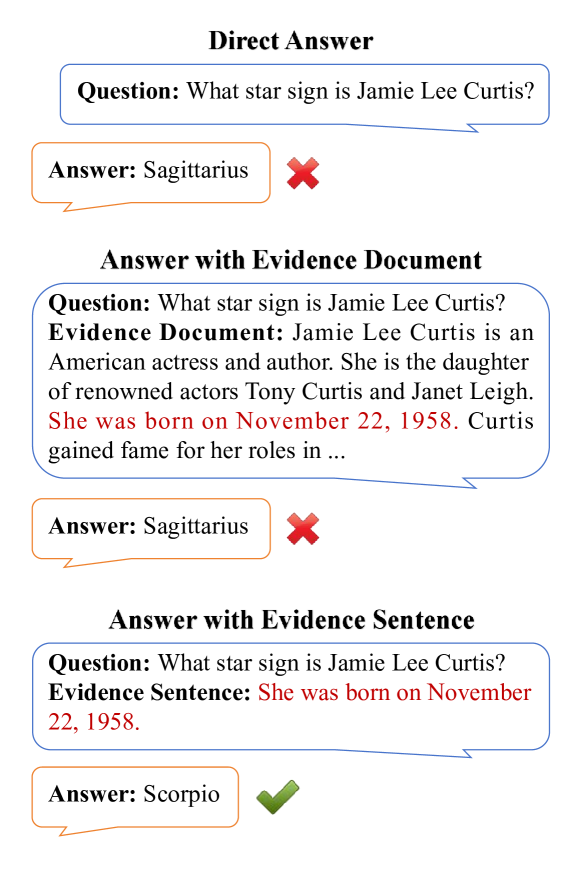 Direct Answer
Question: What star sign is Jamie Lee Curtis?
Answer: Sagittarius
Answer with Evidence Document
Question: What star sign is Jamie Lee Curtis?
Evidence Document: Jamie Lee Curtis is an
American actress and author. She is the daughter
of renowned actors Tony Curtis and Janet Leigh.
She was born on November 22, 1958. Curtis
gained fame for her roles in ...
Answer: Sagittarius
Answer with Evidence Sentence
Question: What star sign is Jamie Lee Curtis?
Evidence Sentence: She was born on November
22, 1958.
Answer: Scorpio